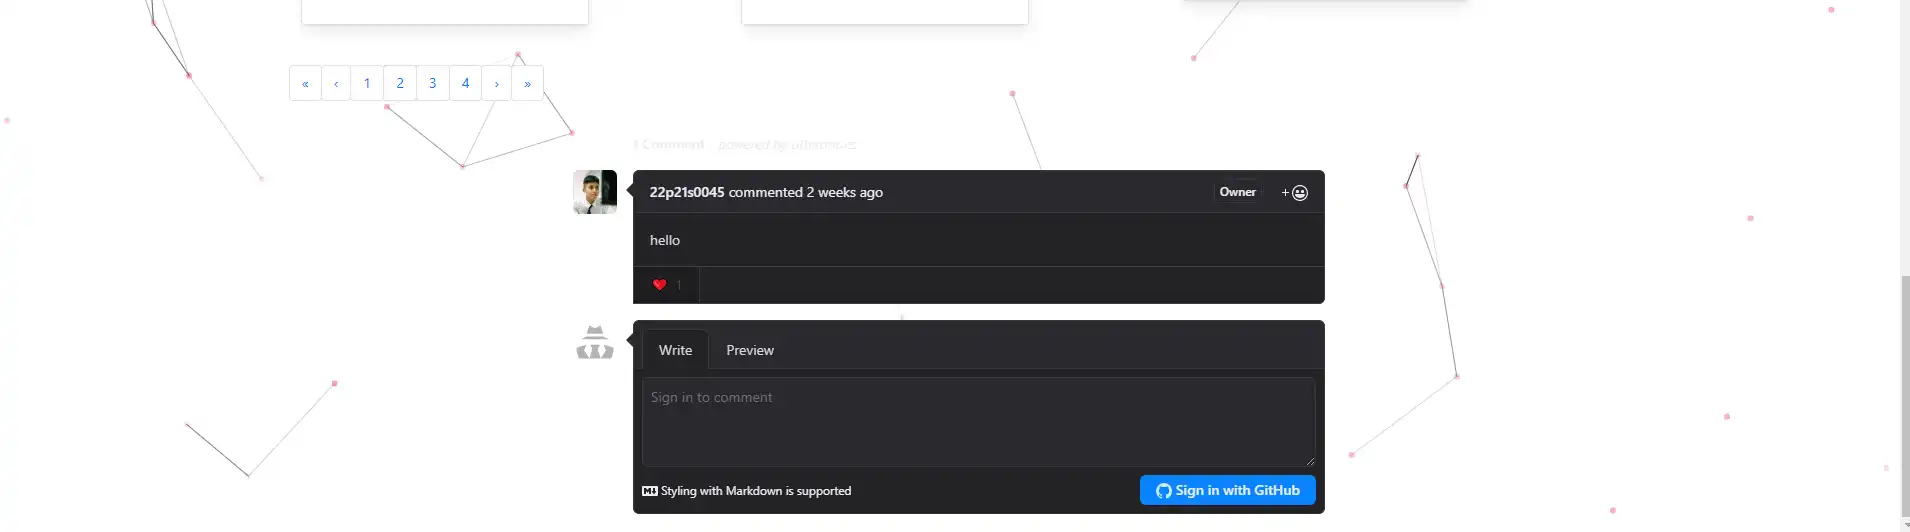 « ‹ 1 2 3 4 › »
1 Comment - powered by utteranc.es
22p21s0045 commented 2 weeks ago Owner +
hello
1
Write Preview
Sign in to comment
Styling with Markdown is supported Sign in with GitHub